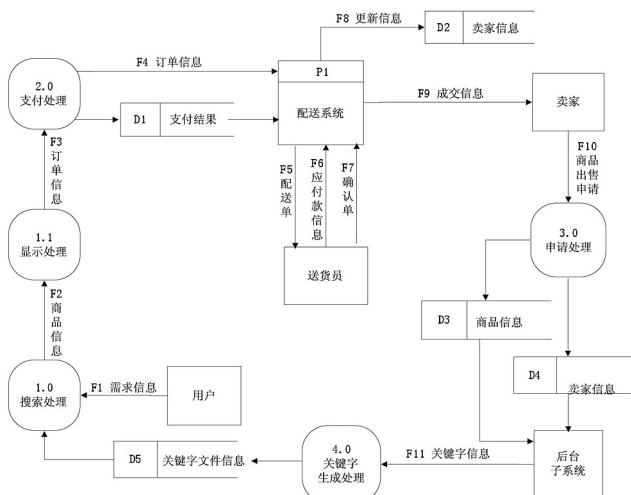 F8 更新信息
D2 卖家信息
F4 订单信息
P1
2.0
支付处理
F9 成交信息
卖家
D1 支付结果
配送系统
F3
订
单
信
息
F5
配
送
单
F6
应
付
款
信
息
F7
确
认
单
F10
商品
出售
申请
1.1
显示处理
3.0
申请处理
送货员
F2
商
品
信
息
D3 商品信息
1.0
搜索处理
F1 需求信息
用户
D4
卖家信息
4.0
关键字
生成处理
D5 关键字文件信息
F11 关键字信息
后台
子系统